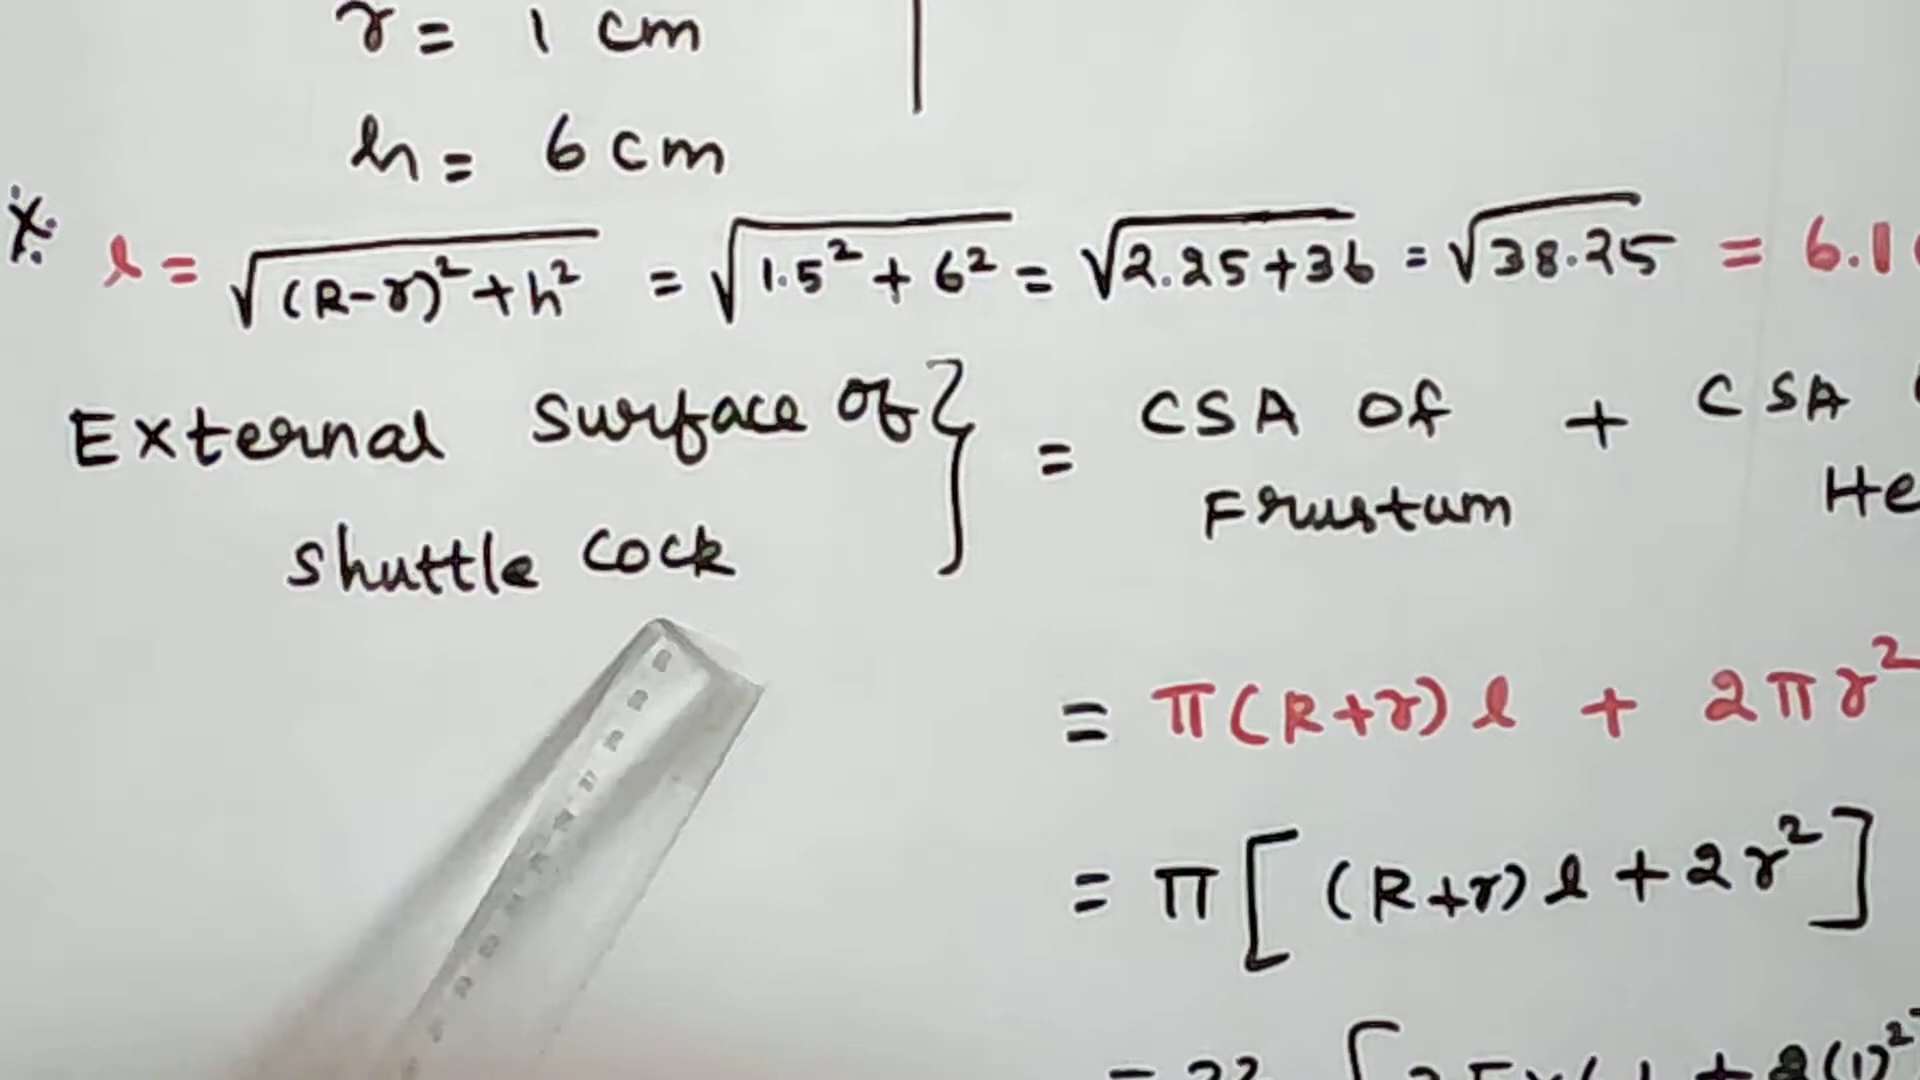 r = 1 cm
h = 6 cm
l = √(R-r)² + h² = √1.5² + 6² = √2.25+36 = √38.25 = 6.1
External surface of } = CSA of + CSA
shuttle cock Frustum He
= π(R+r) l + 2πr²
= π[(R+r) l + 2r²]